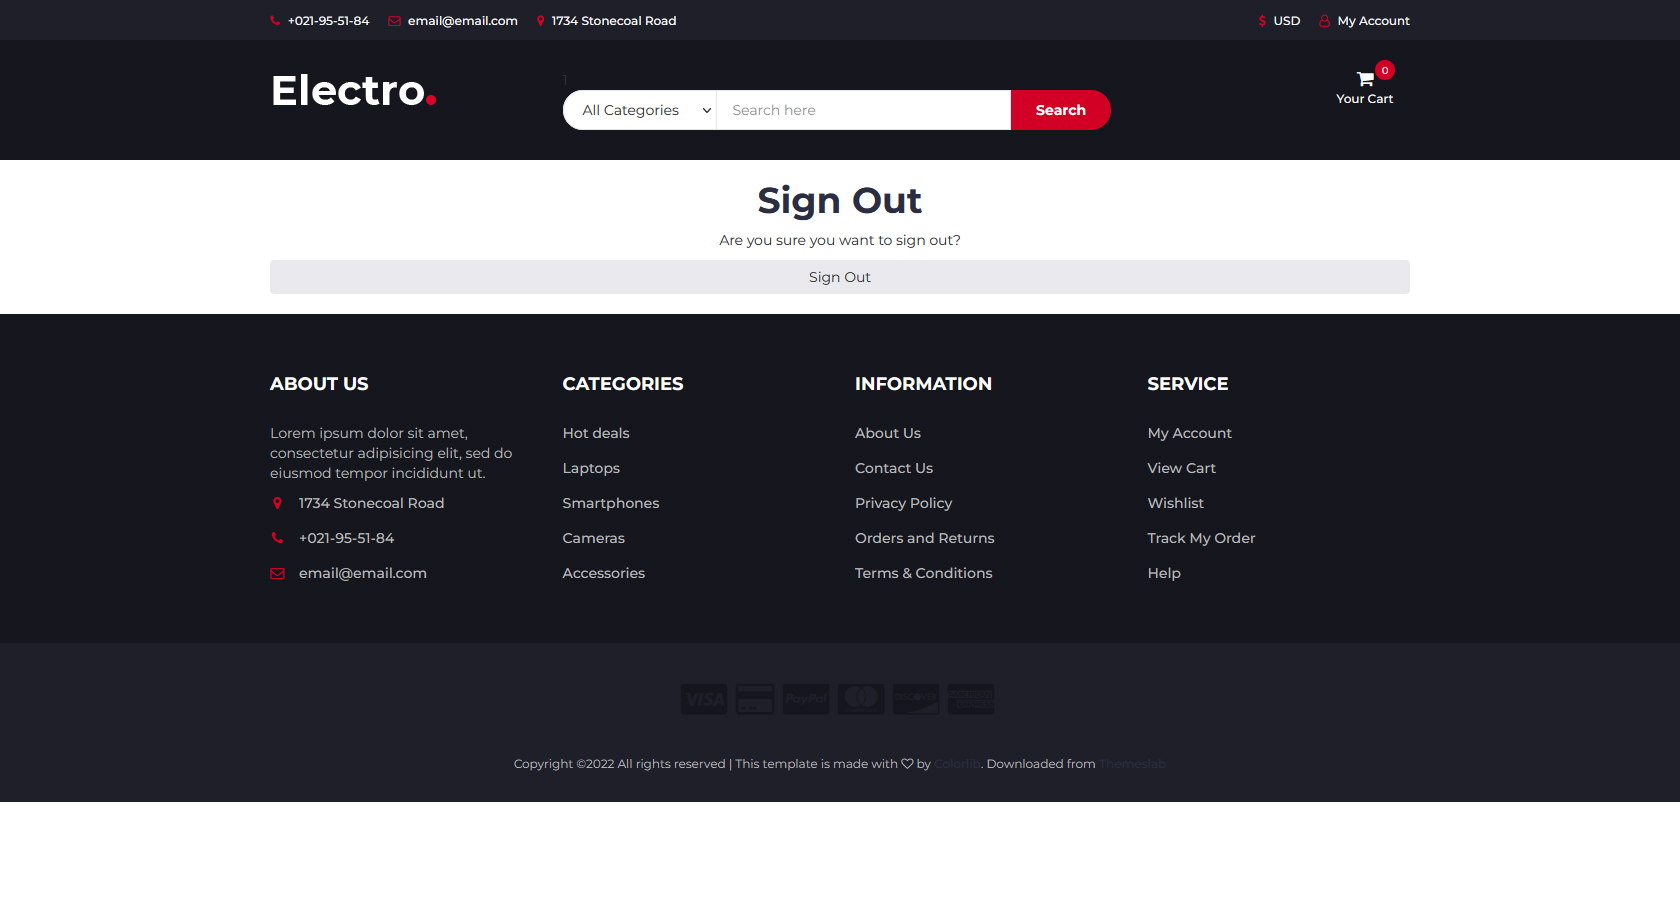 +021-95-51-84 email@email.com 1734 Stonecoal Road USD My Account
Electro.
1
All Categories Search here Search
0
Your Cart
Sign Out
Are you sure you want to sign out?
Sign Out
ABOUT US
Lorem ipsum dolor sit amet,
consectetur adipisicing elit, sed do
eiusmod tempor incididunt ut.
1734 Stonecoal Road
+021-95-51-84
email@email.com
CATEGORIES
Hot deals
Laptops
Smartphones
Cameras
Accessories
INFORMATION
About Us
Contact Us
Privacy Policy
Orders and Returns
Terms & Conditions
SERVICE
My Account
View Cart
Wishlist
Track My Order
Help
VISA PayPal DISCOVER
Copyright ©2022 All rights reserved | This template is made with ♡ by Colorlib. Downloaded from Themeslab